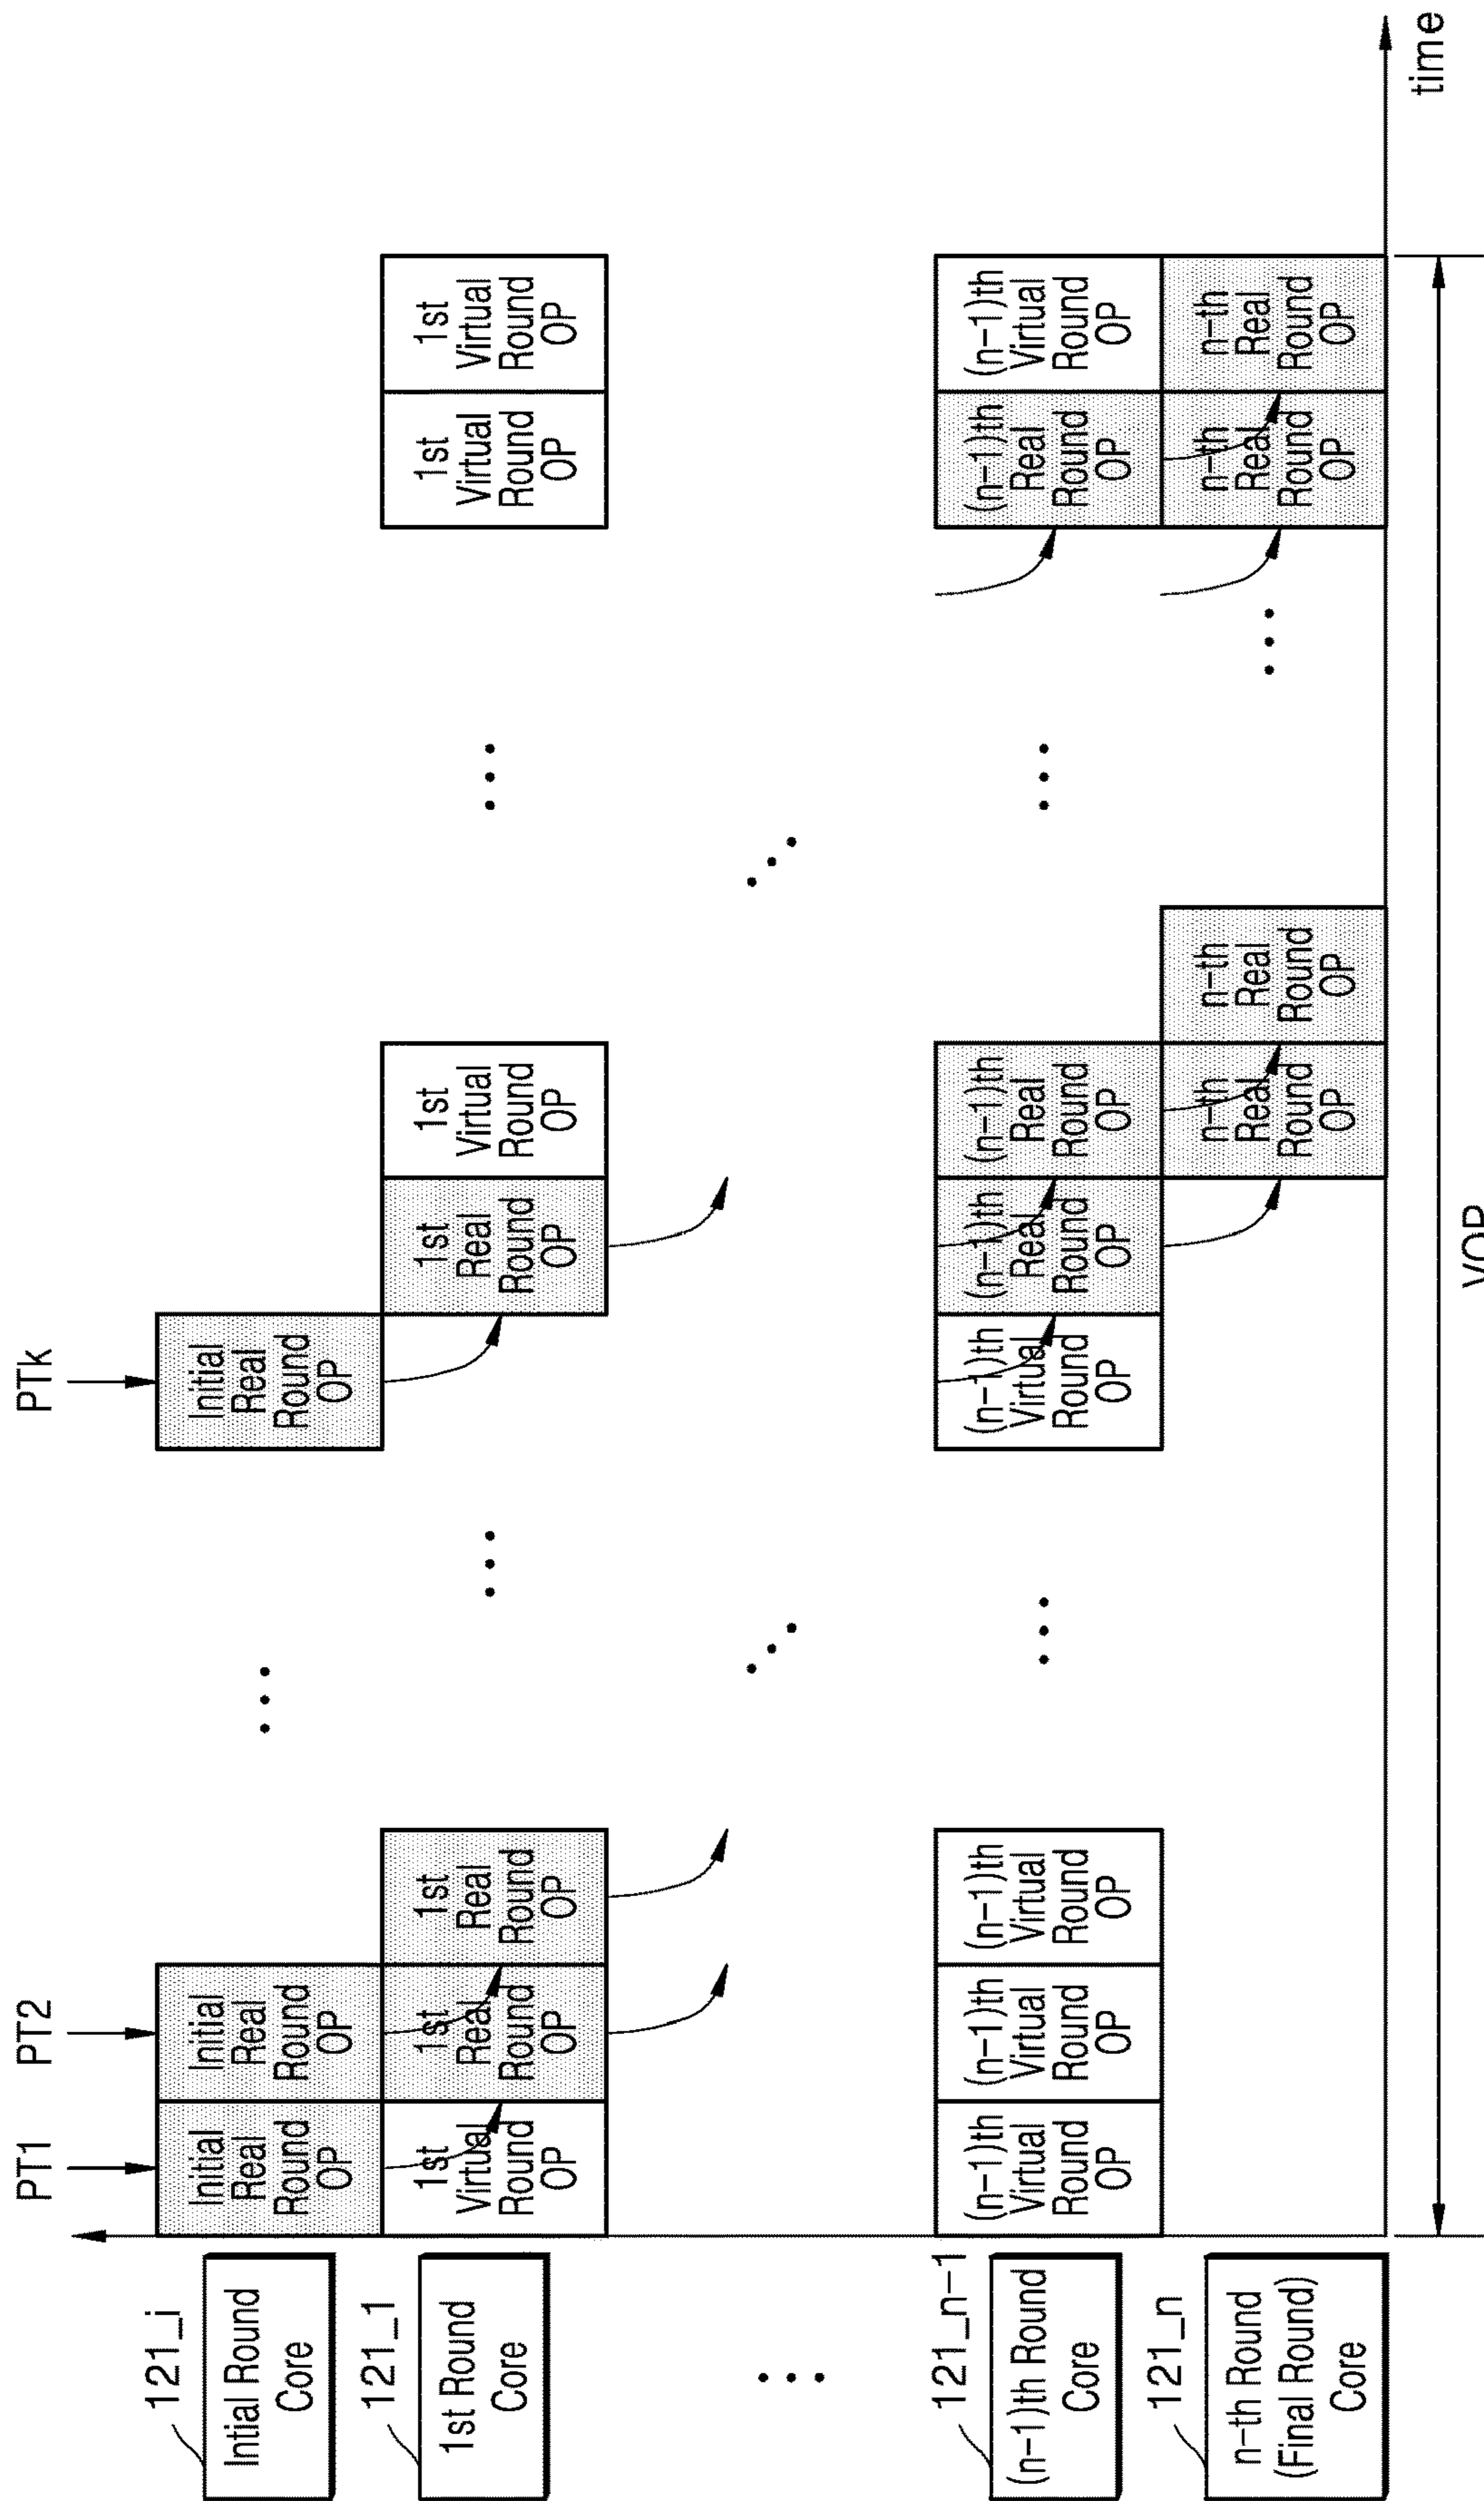 PT1
PT2
PTk
121_i
Intial Round
Core
Initial
Real
Round
OP
Initial
Real
Round
OP
Initial
Real
Round
OP
121_1
1st Round
Core
1st
Virtual
Round
OP
1st
Real
Round
OP
1st
Real
Round
OP
1st
Real
Round
OP
1st
Virtual
Round
OP
1st
Virtual
Round
OP
1st
Virtual
Round
OP
121_n-1
(n-1)th Round
Core
(n-1)th
Virtual
Round
OP
(n-1)th
Virtual
Round
OP
(n-1)th
Virtual
Round
OP
(n-1)th
Virtual
Round
OP
(n-1)th
Real
Round
OP
(n-1)th
Real
Round
OP
(n-1)th
Real
Round
OP
(n-1)th
Virtual
Round
OP
121_n
n-th Round
(Final Round)
Core
n-th
Real
Round
OP
n-th
Real
Round
OP
n-th
Real
Round
OP
n-th
Real
Round
OP
time
VOP